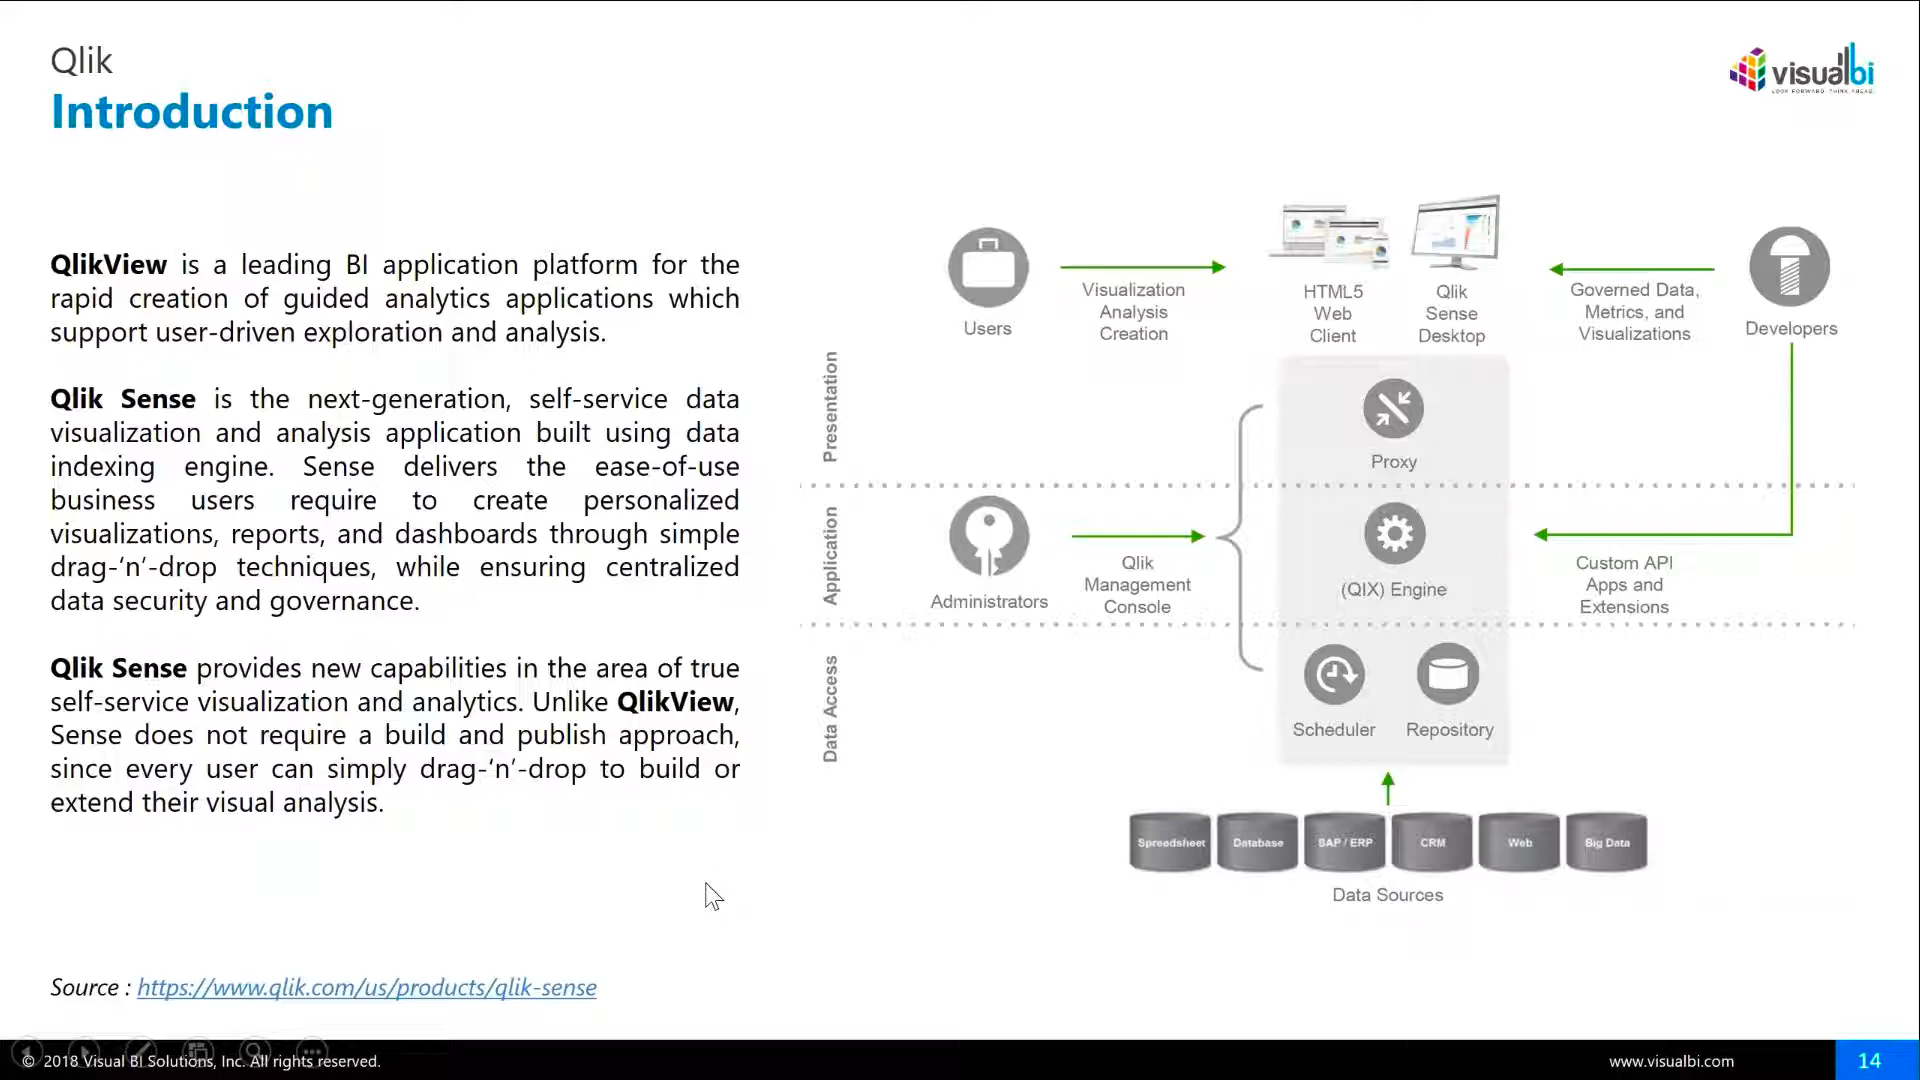 Qlik
Introduction
visualbi
LOOK FORWARD. THINK AHEAD.
QlikView is a leading BI application platform for the
rapid creation of guided analytics applications which
support user-driven exploration and analysis.
Qlik Sense is the next-generation, self-service data
visualization and analysis application built using data
indexing engine. Sense delivers the ease-of-use
business users require to create personalized
visualizations, reports, and dashboards through simple
drag-‘n’-drop techniques, while ensuring centralized
data security and governance.
Qlik Sense provides new capabilities in the area of true
self-service visualization and analytics. Unlike QlikView,
Sense does not require a build and publish approach,
since every user can simply drag-‘n’-drop to build or
extend their visual analysis.
Source : https://www.qlik.com/us/products/qlik-sense
Users
Visualization
Analysis
Creation
HTML5
Web
Client
Qlik
Sense
Desktop
Governed Data,
Metrics, and
Visualizations
Developers
Presentation
Proxy
Application
Administrators
Qlik
Management
Console
(QIX) Engine
Custom API
Apps and
Extensions
Data Access
Scheduler
Repository
Spreadsheet
Database
SAP / ERP
CRM
Web
Big Data
Data Sources
© 2018 Visual BI Solutions, Inc. All rights reserved.
www.visualbi.com
14